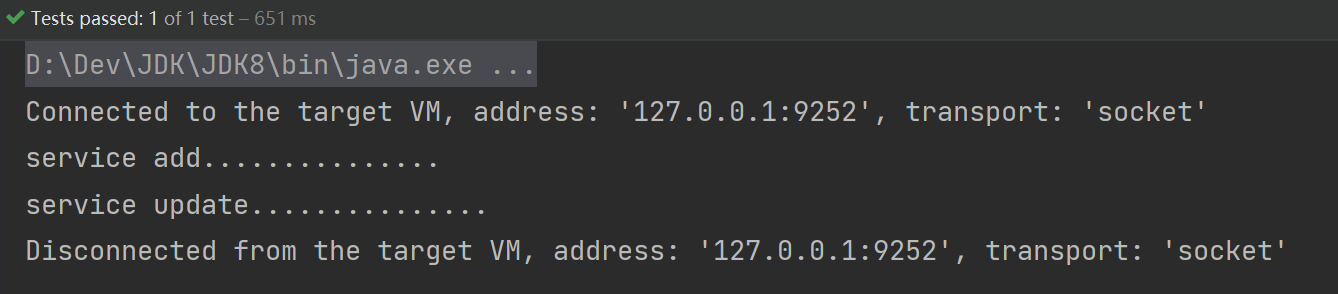 Tests passed: 1 of 1 test – 651 ms
D:\Dev\JDK\JDK8\bin\java.exe ...
Connected to the target VM, address: '127.0.0.1:9252', transport: 'socket'
service add...............
service update...............
Disconnected from the target VM, address: '127.0.0.1:9252', transport: 'socket'